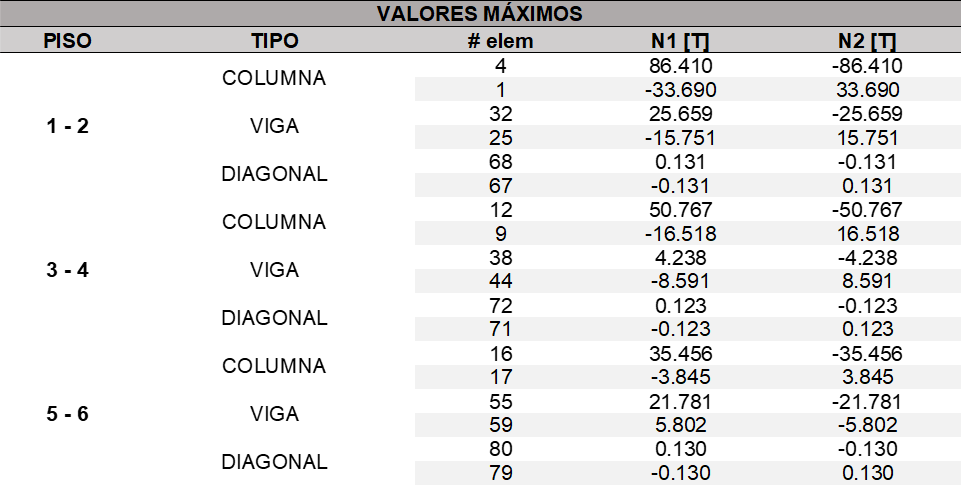 VALORES MÁXIMOS
PISO TIPO # elem N1 [T] N2 [T]
1 - 2 COLUMNA 4 86.410 -86.410
1 -33.690 33.690
VIGA 32 25.659 -25.659
25 -15.751 15.751
DIAGONAL 68 0.131 -0.131
67 -0.131 0.131
3 - 4 COLUMNA 12 50.767 -50.767
9 -16.518 16.518
VIGA 38 4.238 -4.238
44 -8.591 8.591
DIAGONAL 72 0.123 -0.123
71 -0.123 0.123
5 - 6 COLUMNA 16 35.456 -35.456
17 -3.845 3.845
VIGA 55 21.781 -21.781
59 5.802 -5.802
DIAGONAL 80 0.130 -0.130
79 -0.130 0.130